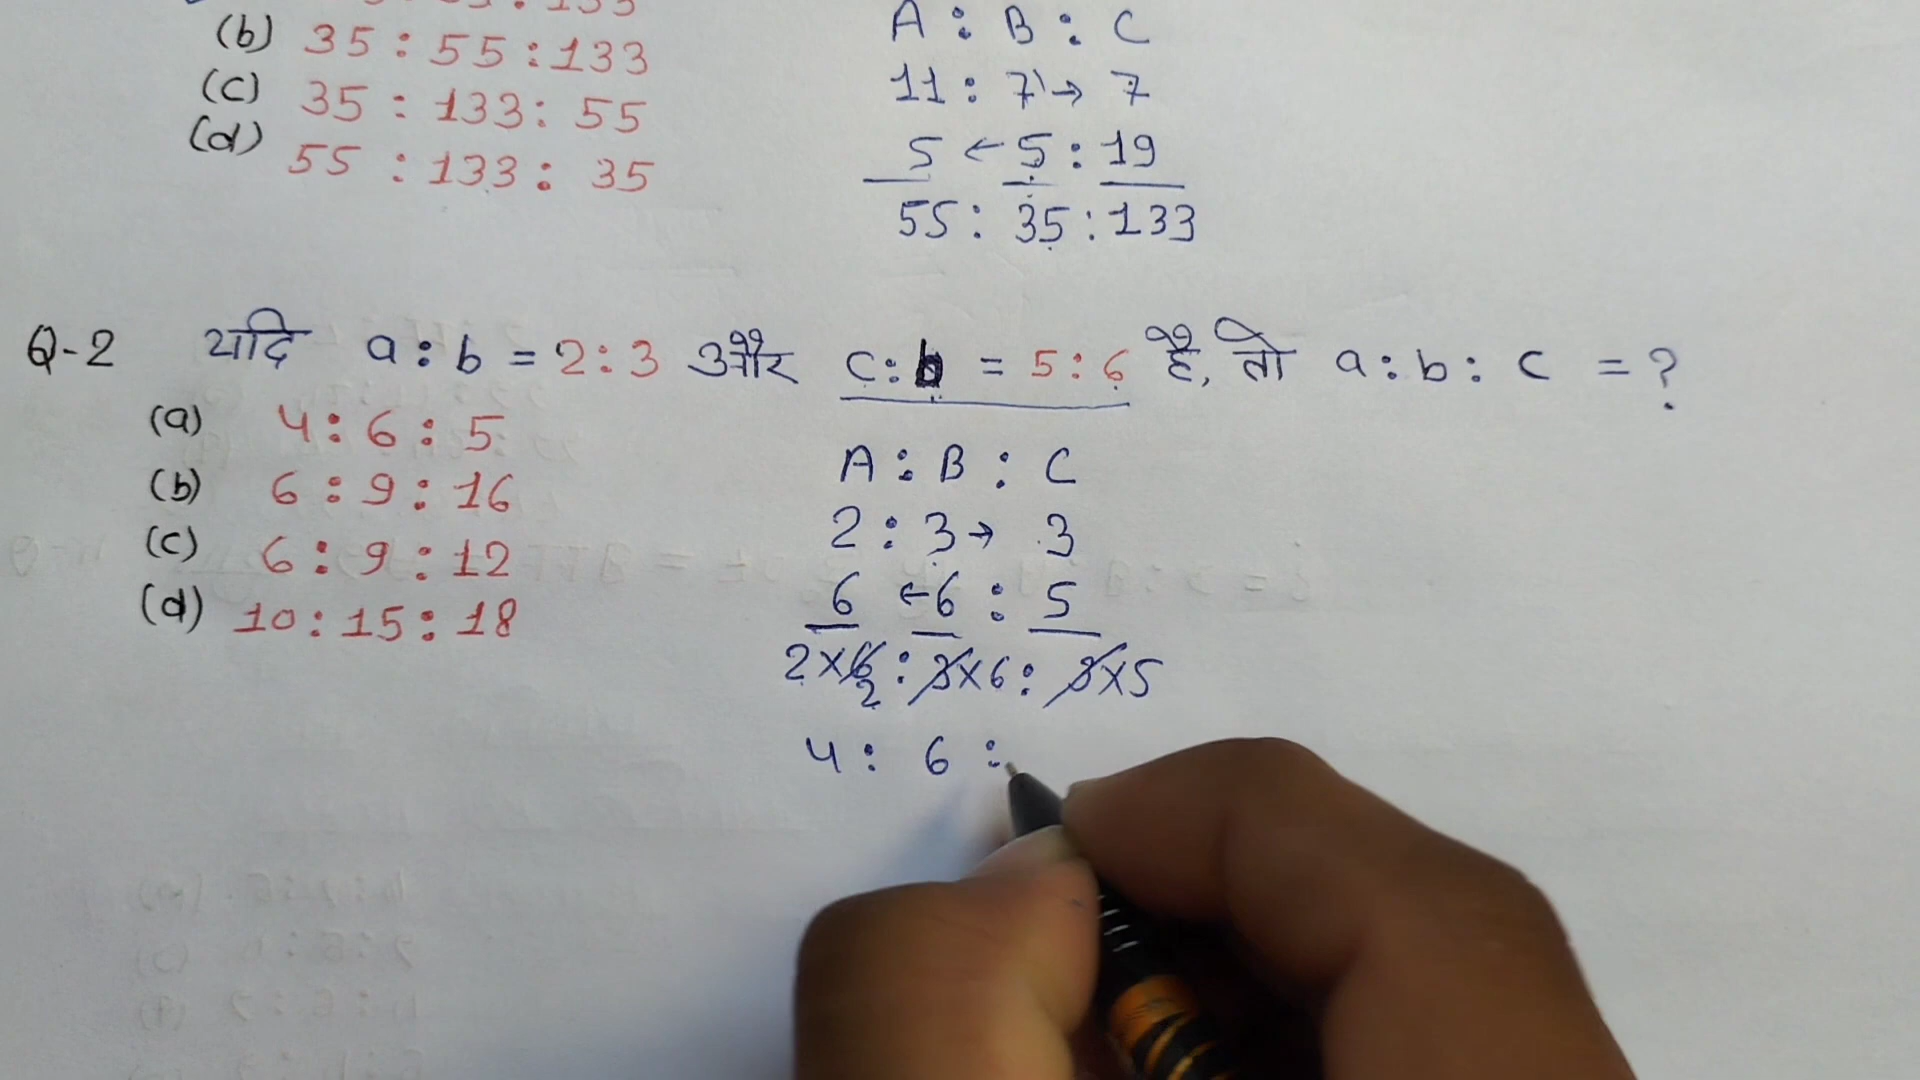 (b) 35 : 55 : 133
(c) 35 : 133 : 55
(d) 55 : 133 : 35
A : B : C
11 : 7 → 7
5 ← 5 : 19
55 : 35 : 133
Q-2 यदि a : b = 2 : 3 और c : b = 5 : 6 है, तो a : b : c = ?
(a) 4 : 6 : 5
(b) 6 : 9 : 16
(c) 6 : 9 : 12
(d) 10 : 15 : 18
A : B : C
2 : 3 → 3
6 ← 6 : 5
2×6 : 3×6 : 3×5
2
4 : 6 :